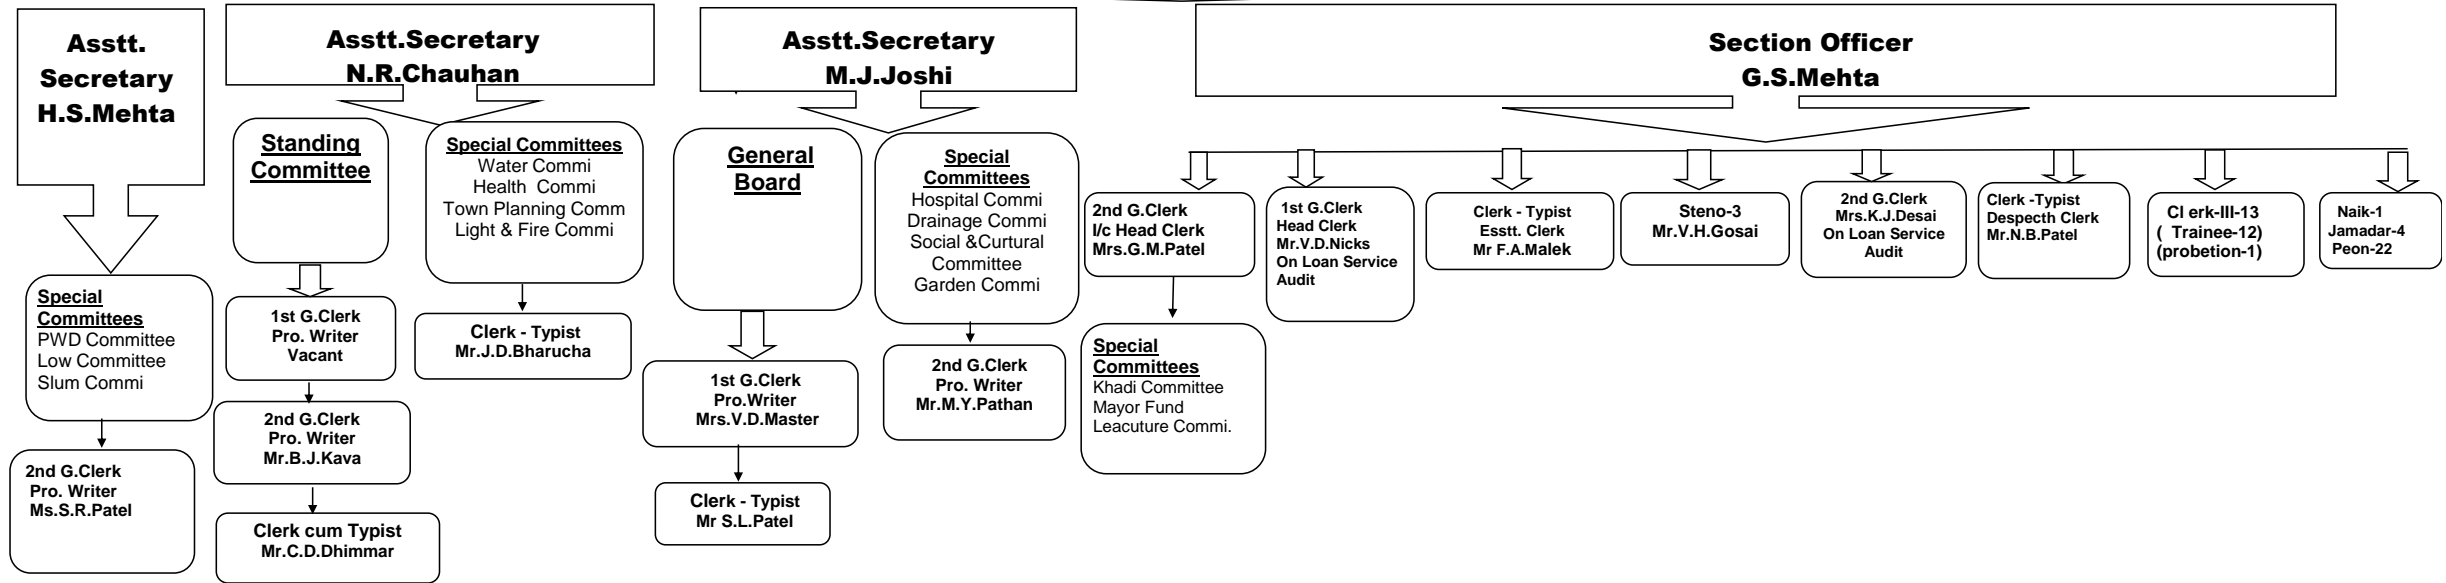 Asstt.
Secretary
H.S.Mehta
Special
Committees
PWD Committee
Low Committee
Slum Commi
2nd G.Clerk
Pro. Writer
Ms.S.R.Patel
Asstt.Secretary
N.R.Chauhan
Standing
Committee
1st G.Clerk
Pro. Writer
Vacant
2nd G.Clerk
Pro. Writer
Mr.B.J.Kava
Clerk cum Typist
Mr.C.D.Dhimmar
Special Committees
Water Commi
Health Commi
Town Planning Comm
Light & Fire Commi
Clerk - Typist
Mr.J.D.Bharucha
Asstt.Secretary
M.J.Joshi
General
Board
1st G.Clerk
Pro.Writer
Mrs.V.D.Master
Clerk - Typist
Mr S.L.Patel
Special
Committees
Hospital Commi
Drainage Commi
Social &Curtural
Committee
Garden Commi
2nd G.Clerk
Pro. Writer
Mr.M.Y.Pathan
Section Officer
G.S.Mehta
2nd G.Clerk
I/c Head Clerk
Mrs.G.M.Patel
Special
Committees
Khadi Committee
Mayor Fund
Leacuture Commi.
1st G.Clerk
Head Clerk
Mr.V.D.Nicks
On Loan Service
Audit
Clerk - Typist
Esstt. Clerk
Mr F.A.Malek
Steno-3
Mr.V.H.Gosai
2nd G.Clerk
Mrs.K.J.Desai
On Loan Service
Audit
Clerk -Typist
Despecth Clerk
Mr.N.B.Patel
Cl erk-III-13
( Trainee-12)
(probetion-1)
Naik-1
Jamadar-4
Peon-22